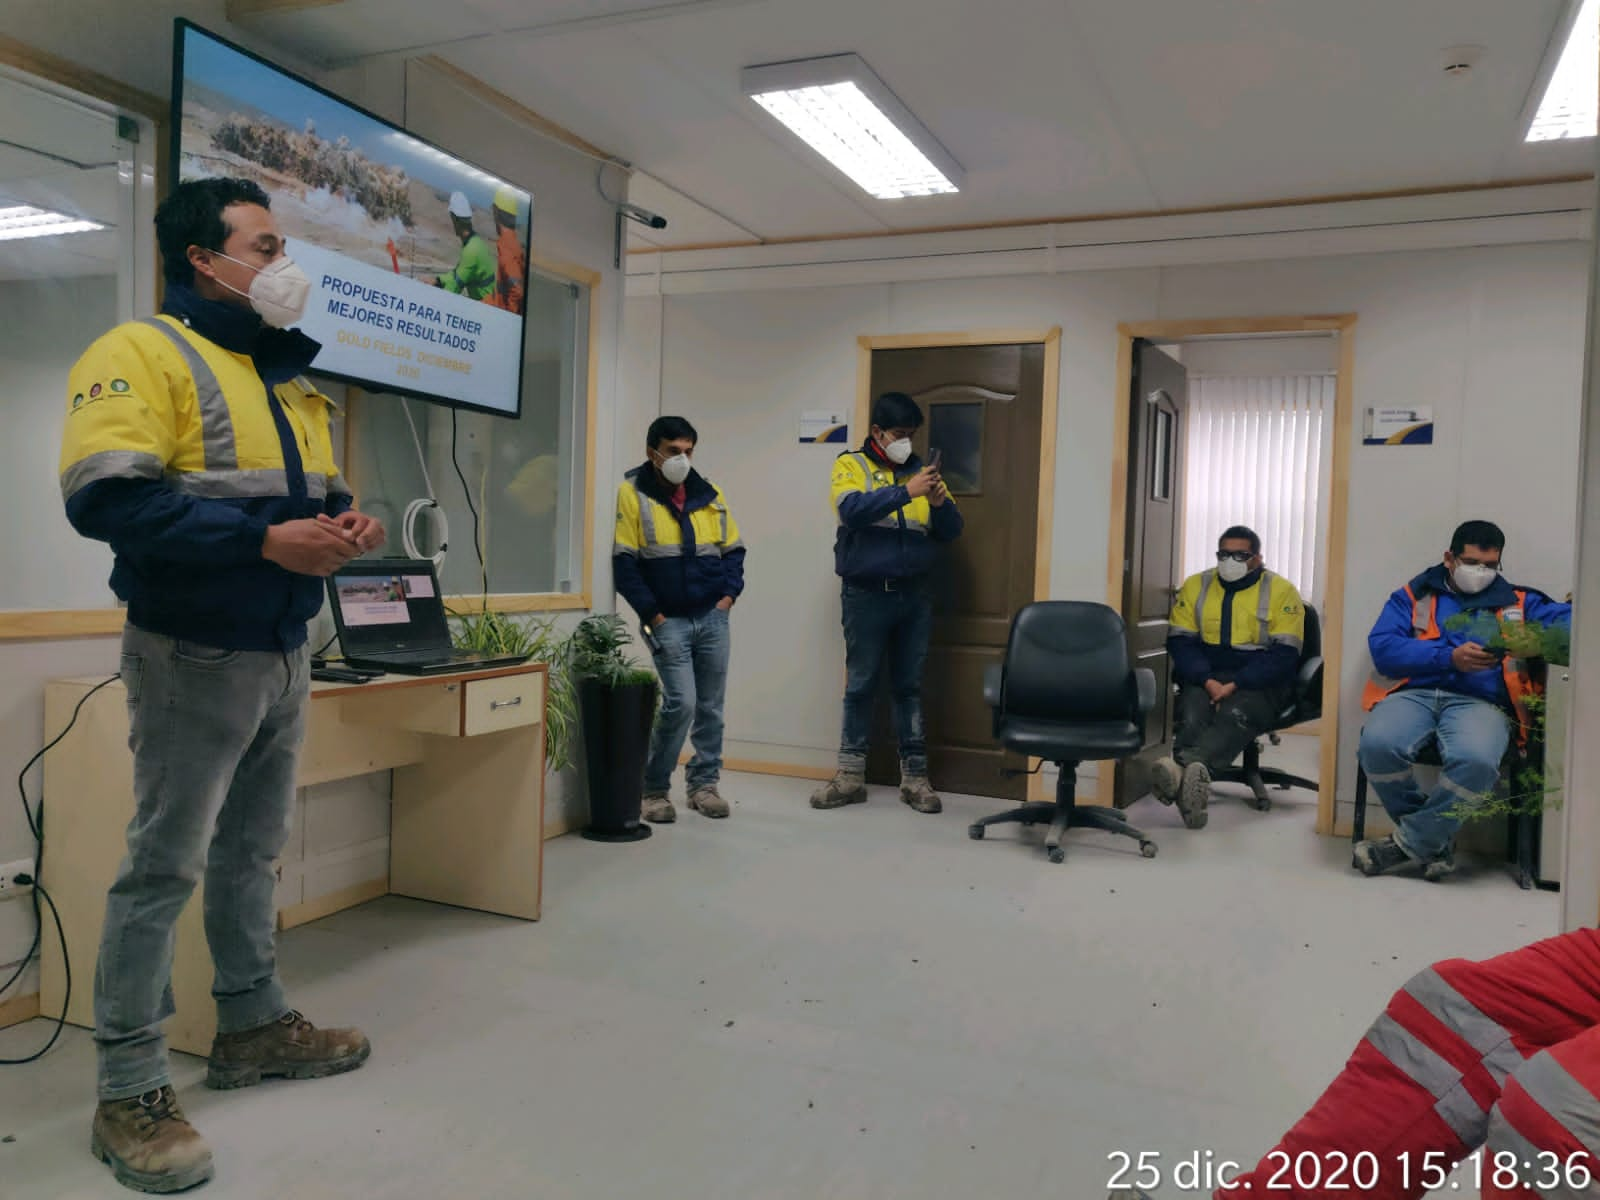 PROPUESTA PARA TENER
MEJORES RESULTADOS
GOLD FIELDS DICIEMBRE
2020
25 dic. 2020 15:18:36